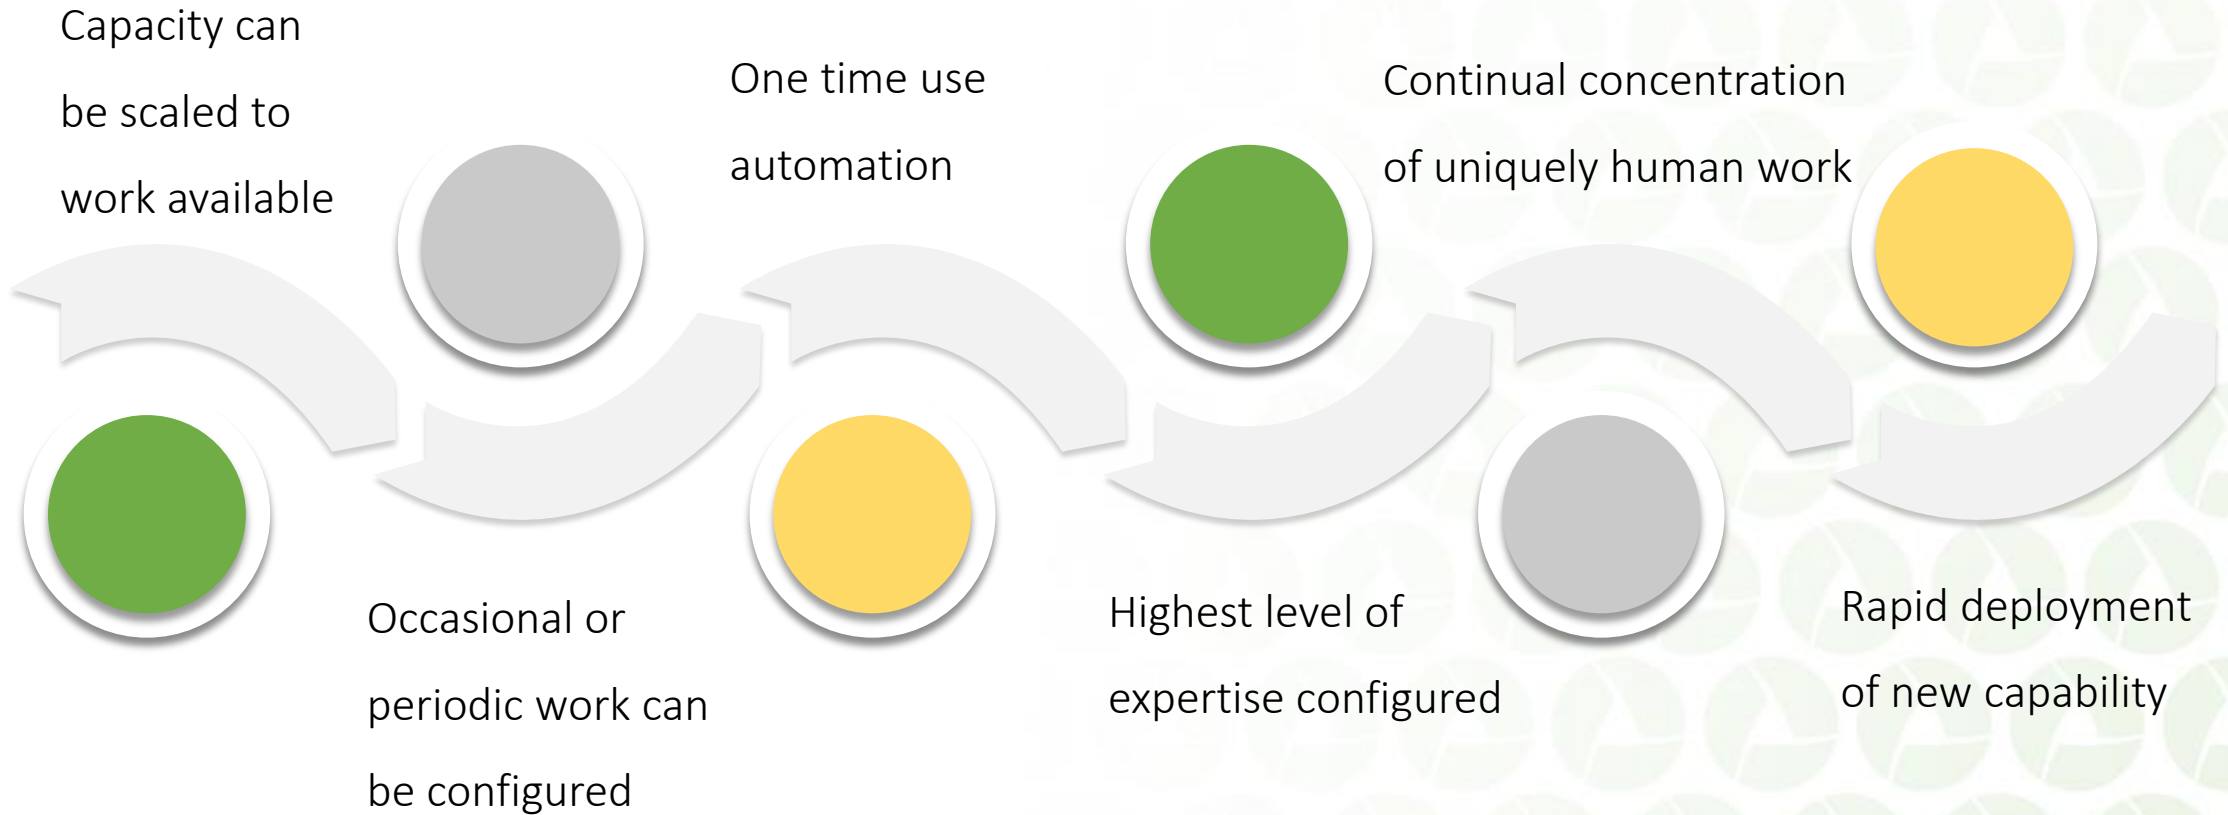 Capacity can
be scaled to
work available
Occasional or
periodic work can
be configured
One time use
automation
Highest level of
expertise configured
Continual concentration
of uniquely human work
Rapid deployment
of new capability